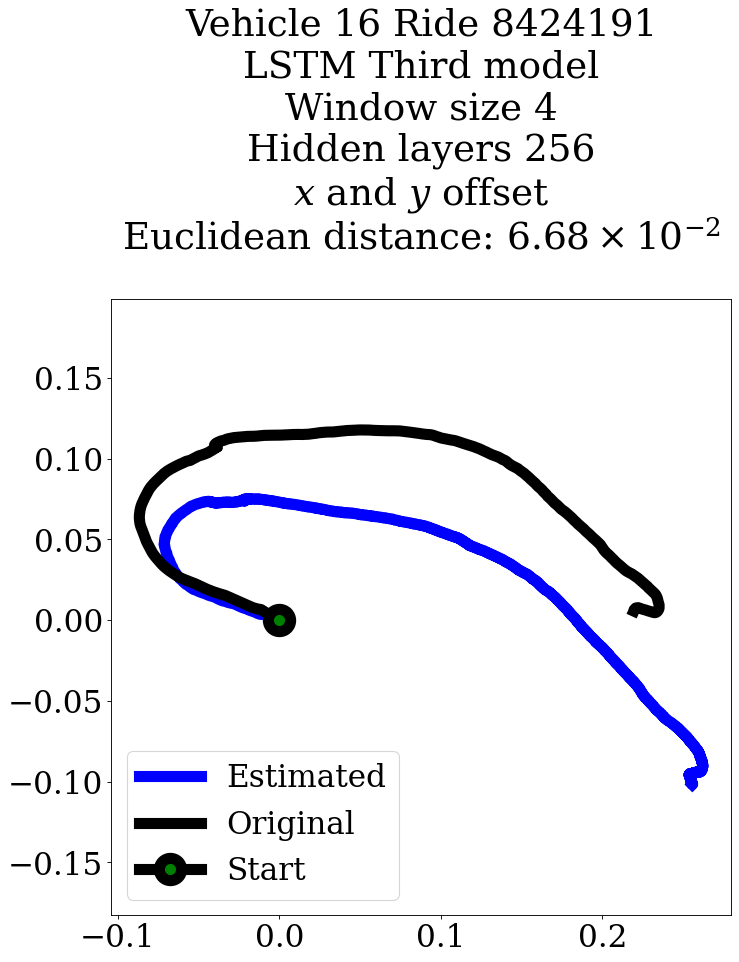 Vehicle 16 Ride 8424191
LSTM Third model
Window size 4
Hidden layers 256
x and y offset
Euclidean distance: 6.68 × 10⁻²
0.15
0.10
0.05
0.00
−0.05
−0.10
−0.15
Estimated
Original
Start
−0.1 0.0 0.1 0.2